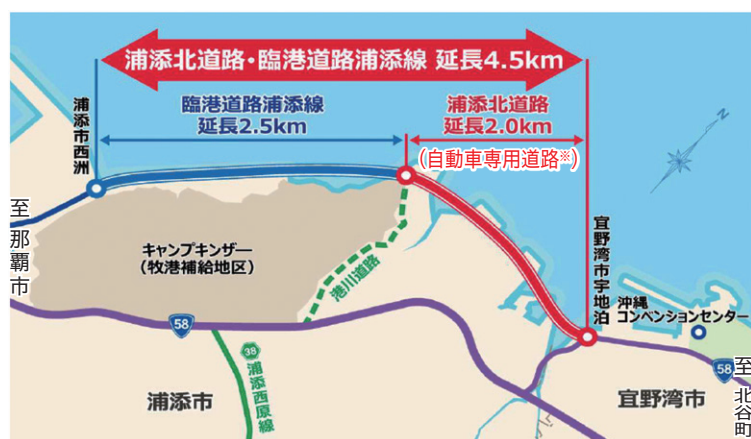 浦添北道路・臨港道路浦添線 延長4.5km
臨港道路浦添線
延長2.5km
浦添北道路
延長2.0km
(自動車専用道路※)
浦添市西洲
至那覇市
キャンプキンザー
(牧港補給地区)
港川道路
宜野湾市宇地泊
沖縄
コンベンションセンター
58
38
浦添西原線
浦添市
宜野湾市
58
至北谷町